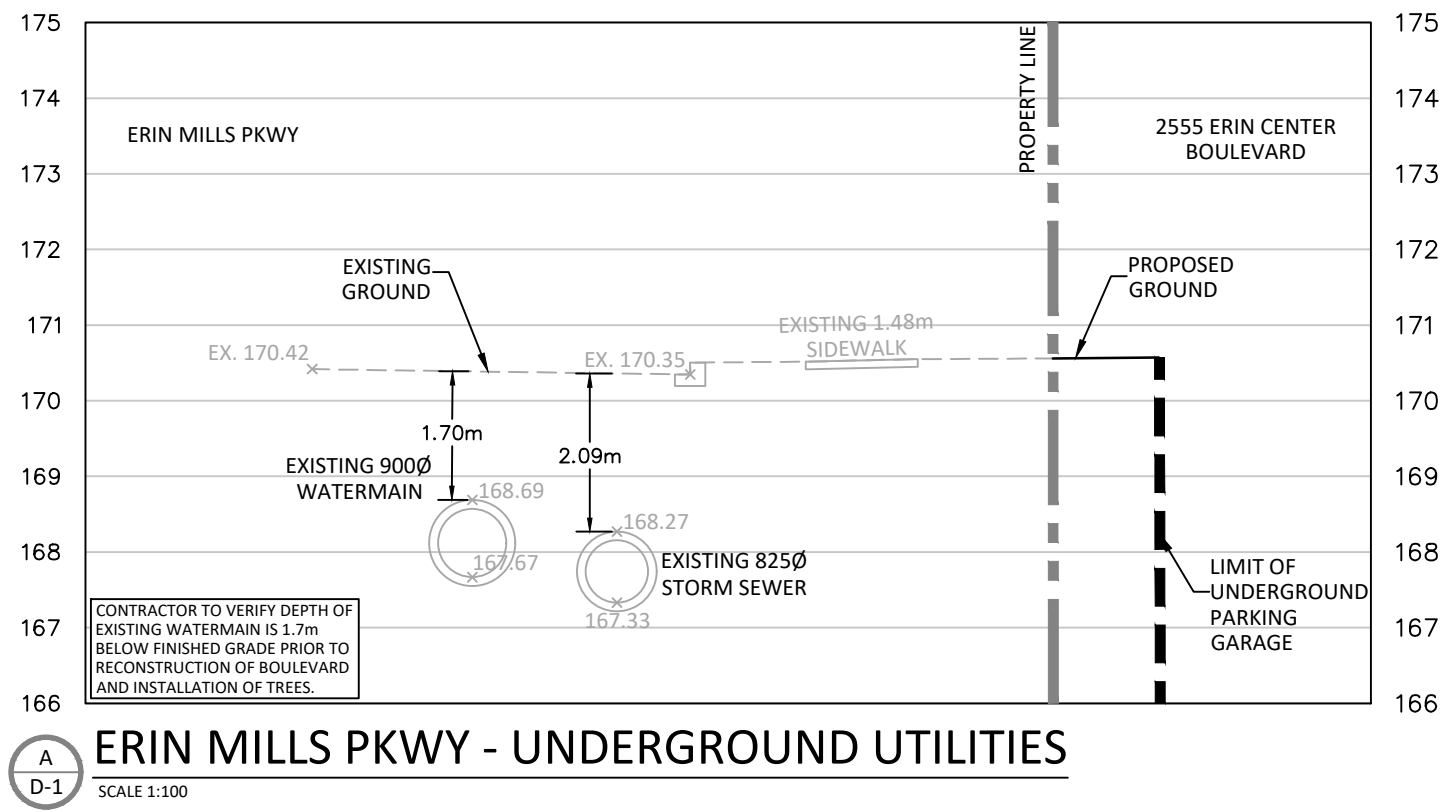 175
174
173
172
171
170
169
168
167
166
175
174
173
172
171
170
169
168
167
166
ERIN MILLS PKWY
PROPERTY LINE
2555 ERIN CENTER
BOULEVARD
EXISTING
GROUND
PROPOSED
GROUND
EX. 170.42
EX. 170.35
EXISTING 1.48m
SIDEWALK
1.70m
2.09m
EXISTING 900Ø
WATERMAIN
168.69
167.67
168.27
EXISTING 825Ø
STORM SEWER
167.33
LIMIT OF
UNDERGROUND
PARKING
GARAGE
CONTRACTOR TO VERIFY DEPTH OF
EXISTING WATERMAIN IS 1.7m
BELOW FINISHED GRADE PRIOR TO
RECONSTRUCTION OF BOULEVARD
AND INSTALLATION OF TREES.
A
D-1
ERIN MILLS PKWY - UNDERGROUND UTILITIES
SCALE 1:100